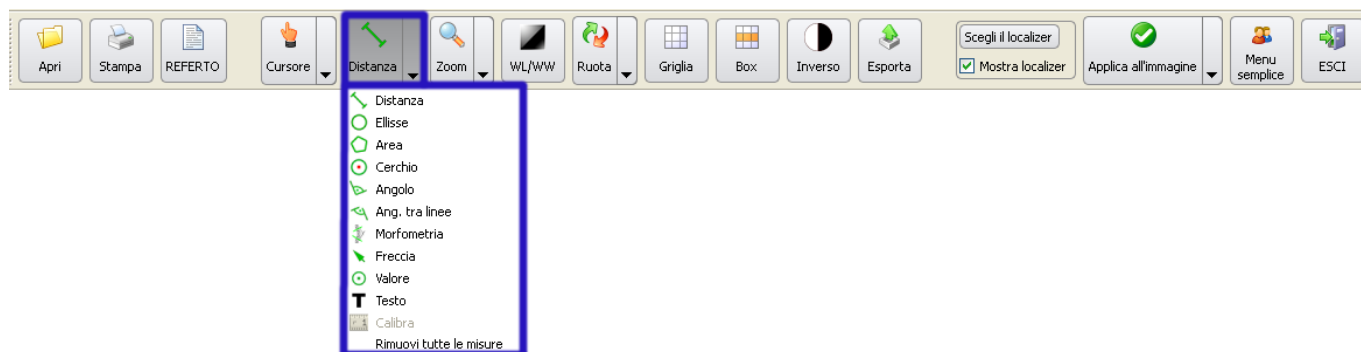 Apri
Stampa
REFERTO
Cursore
Distanza
Zoom
WL/WW
Ruota
Griglia
Box
Inverso
Esporta
Scegli il localizer
Mostra localizer
Applica all'immagine
Menu
semplice
ESCI
Distanza
Ellisse
Area
Cerchio
Angolo
Ang. tra linee
Morfometria
Freccia
Valore
Testo
Calibra
Rimuovi tutte le misure